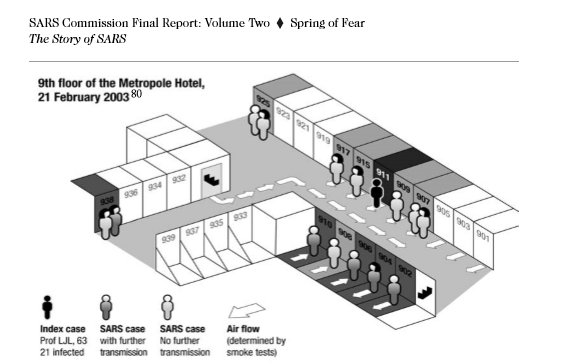 SARS Commission Final Report: Volume Two ♦ Spring of Fear
The Story of SARS
9th floor of the Metropole Hotel,
21 February 2003 80
925
923
921
919
917
915
911
909
907
905
903
901
938
936
934
932
939
937
935
933
910
908
906
904
902
Index case
Prof LJL, 63
21 infected
SARS case
with further
transmission
SARS case
No further
transmission
Air flow
(determined by
smoke tests)